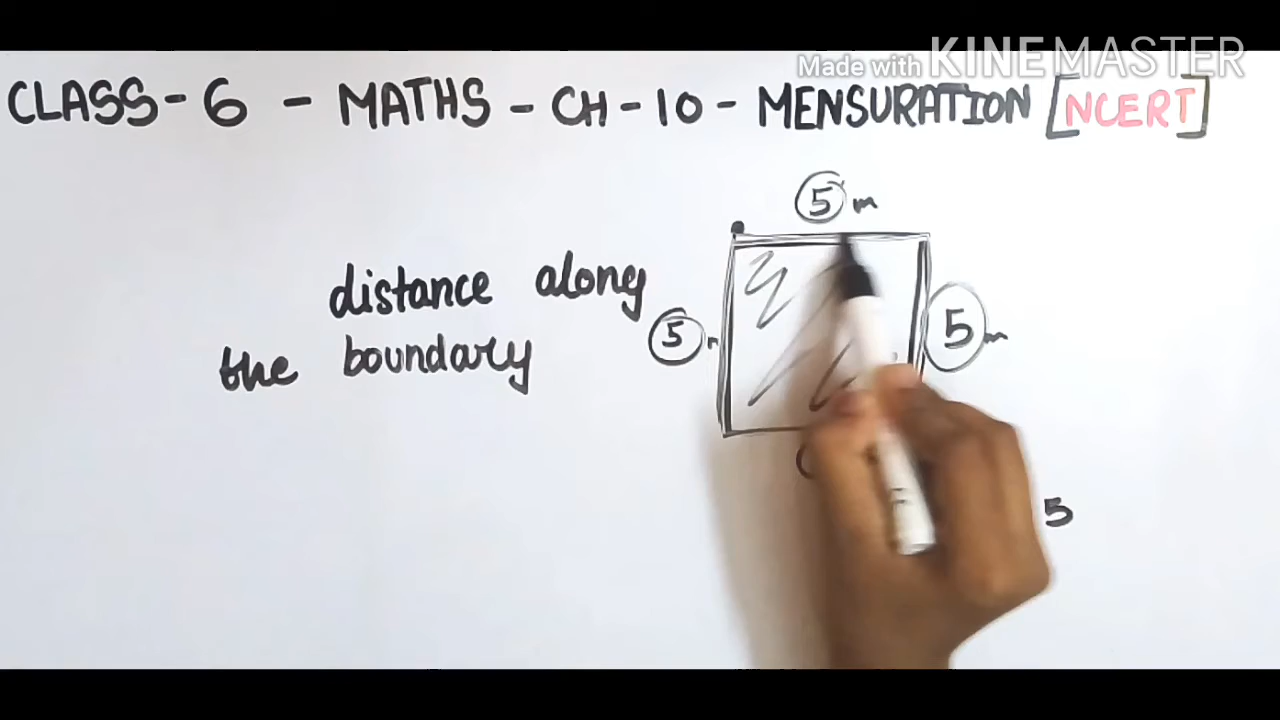 Made with KINEMASTER
CLASS-6 - MATHS - CH-10 - MENSURATION [NCERT]
5 m
distance along
the boundary
5
5 m
5